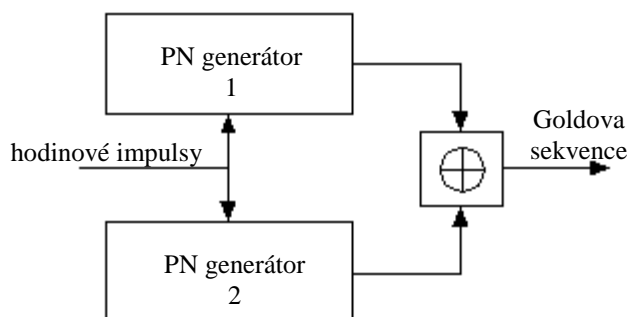 PN generátor
1
hodinové impulsy
Goldova
sekvence
PN generátor
2